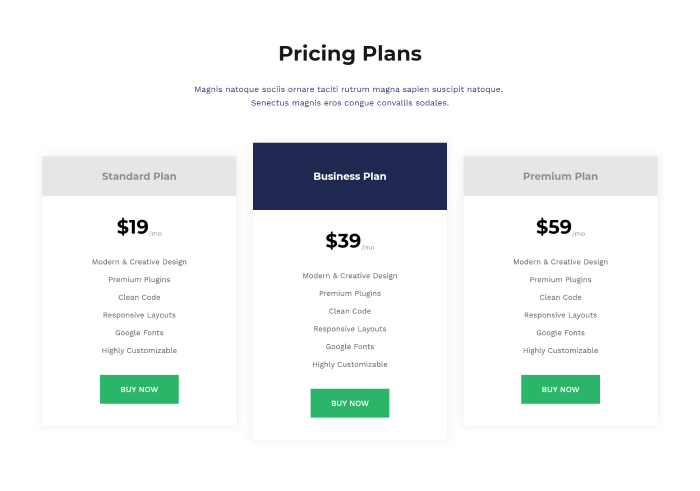 Pricing Plans
Magnis natoque sociis ornare taciti rutrum magna sapien suscipit natoque.
Senectus magnis eros congue convallis sodales.
Standard Plan
$19/mo
Modern & Creative Design
Premium Plugins
Clean Code
Responsive Layouts
Google Fonts
Highly Customizable
BUY NOW
Business Plan
$39/mo
Modern & Creative Design
Premium Plugins
Clean Code
Responsive Layouts
Google Fonts
Highly Customizable
BUY NOW
Premium Plan
$59/mo
Modern & Creative Design
Premium Plugins
Clean Code
Responsive Layouts
Google Fonts
Highly Customizable
BUY NOW